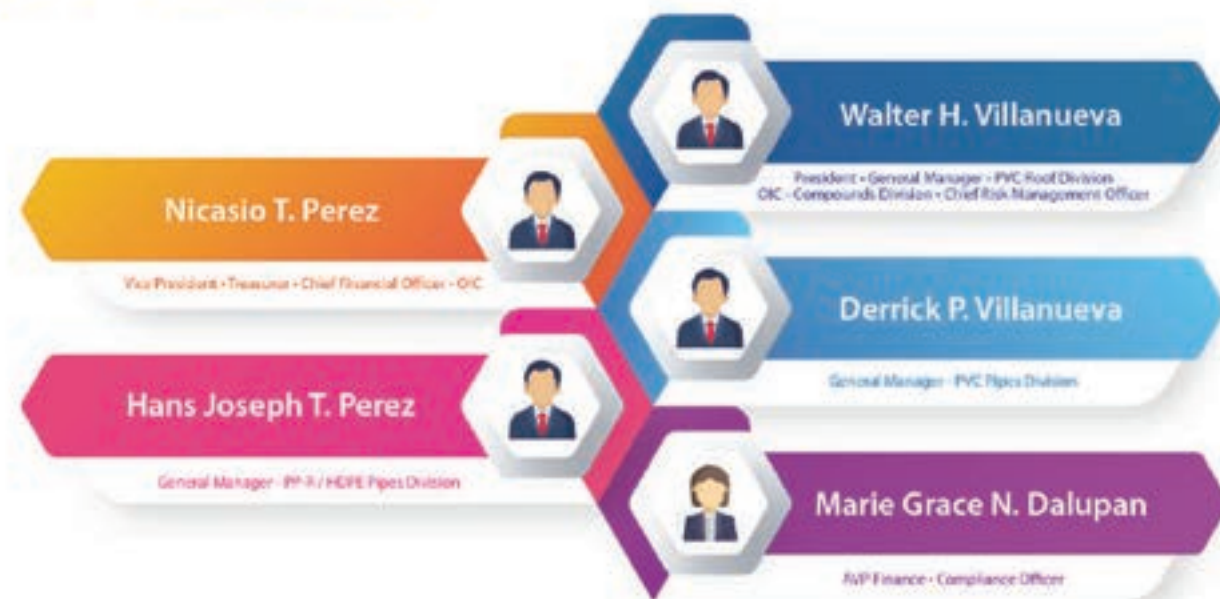 Walter H. Villanueva
President • General Manager • PVC Roof Division
OIC - Compounds Division • Chief Risk Management Officer
Nicasio T. Perez
Vice President • Treasurer • Chief Financial Officer - OIC
Derrick P. Villanueva
General Manager - PVC Pipes Division
Hans Joseph T. Perez
General Manager - PP-R / HDPE Pipes Division
Marie Grace N. Dalupan
AVP Finance • Compliance Officer